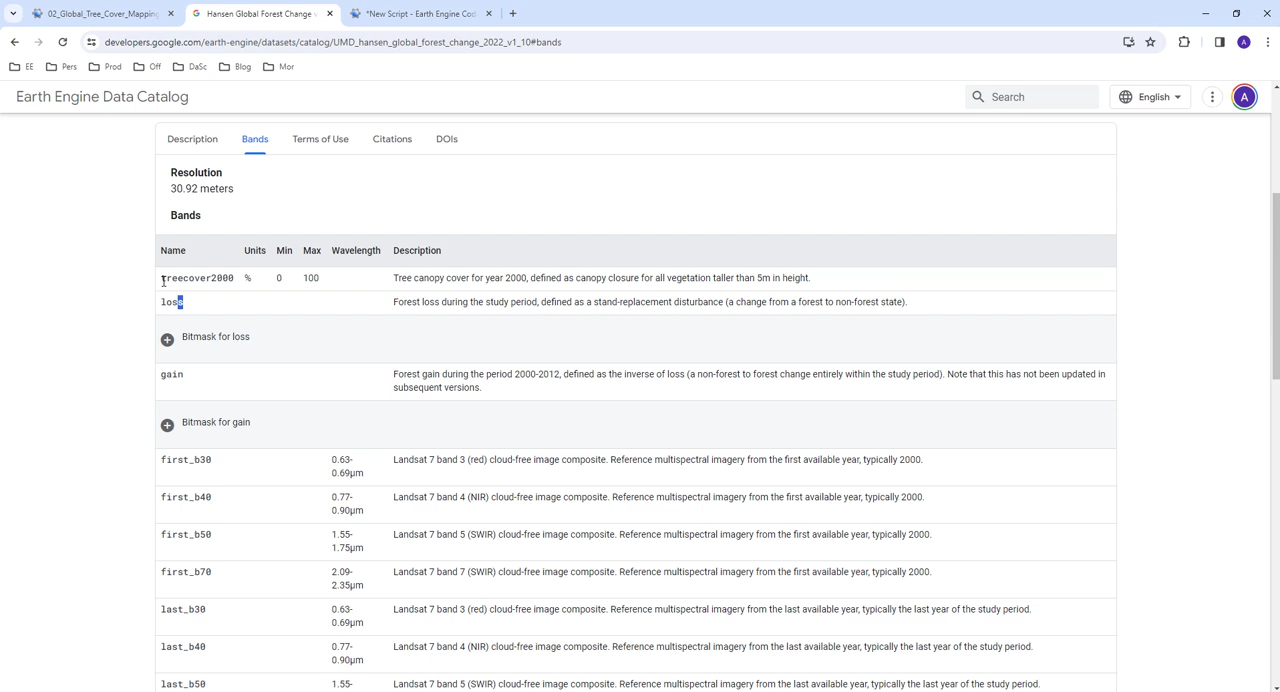 02_Global_Tree_Cover_Mapping
Hansen Global Forest Change v
*New Script - Earth Engine Cod
developers.google.com/earth-engine/datasets/catalog/UMD_hansen_global_forest_change_2022_v1_10#bands
A
EE Pers Prod Off DaSc Blog Mor
Earth Engine Data Catalog
Search
English
A
Description Bands Terms of Use Citations DOIs
Resolution
30.92 meters
Bands
Name Units Min Max Wavelength Description
treecover2000 % 0 100 Tree canopy cover for year 2000, defined as canopy closure for all vegetation taller than 5m in height.
loss Forest loss during the study period, defined as a stand-replacement disturbance (a change from a forest to non-forest state).
Bitmask for loss
gain Forest gain during the period 2000-2012, defined as the inverse of loss (a non-forest to forest change entirely within the study period). Note that this has not been updated in
subsequent versions.
Bitmask for gain
first_b30 0.63- Landsat 7 band 3 (red) cloud-free image composite. Reference multispectral imagery from the first available year, typically 2000.
0.69μm
first_b40 0.77- Landsat 7 band 4 (NIR) cloud-free image composite. Reference multispectral imagery from the first available year, typically 2000.
0.90μm
first_b50 1.55- Landsat 7 band 5 (SWIR) cloud-free image composite. Reference multispectral imagery from the first available year, typically 2000.
1.75μm
first_b70 2.09- Landsat 7 band 7 (SWIR) cloud-free image composite. Reference multispectral imagery from the first available year, typically 2000.
2.35μm
last_b30 0.63- Landsat 7 band 3 (red) cloud-free image composite. Reference multispectral imagery from the last available year, typically the last year of the study period.
0.69μm
last_b40 0.77- Landsat 7 band 4 (NIR) cloud-free image composite. Reference multispectral imagery from the last available year, typically the last year of the study period.
0.90μm
last_b50 1.55- Landsat 7 band 5 (SWIR) cloud-free image composite. Reference multispectral imagery from the last available year, typically the last year of the study period.